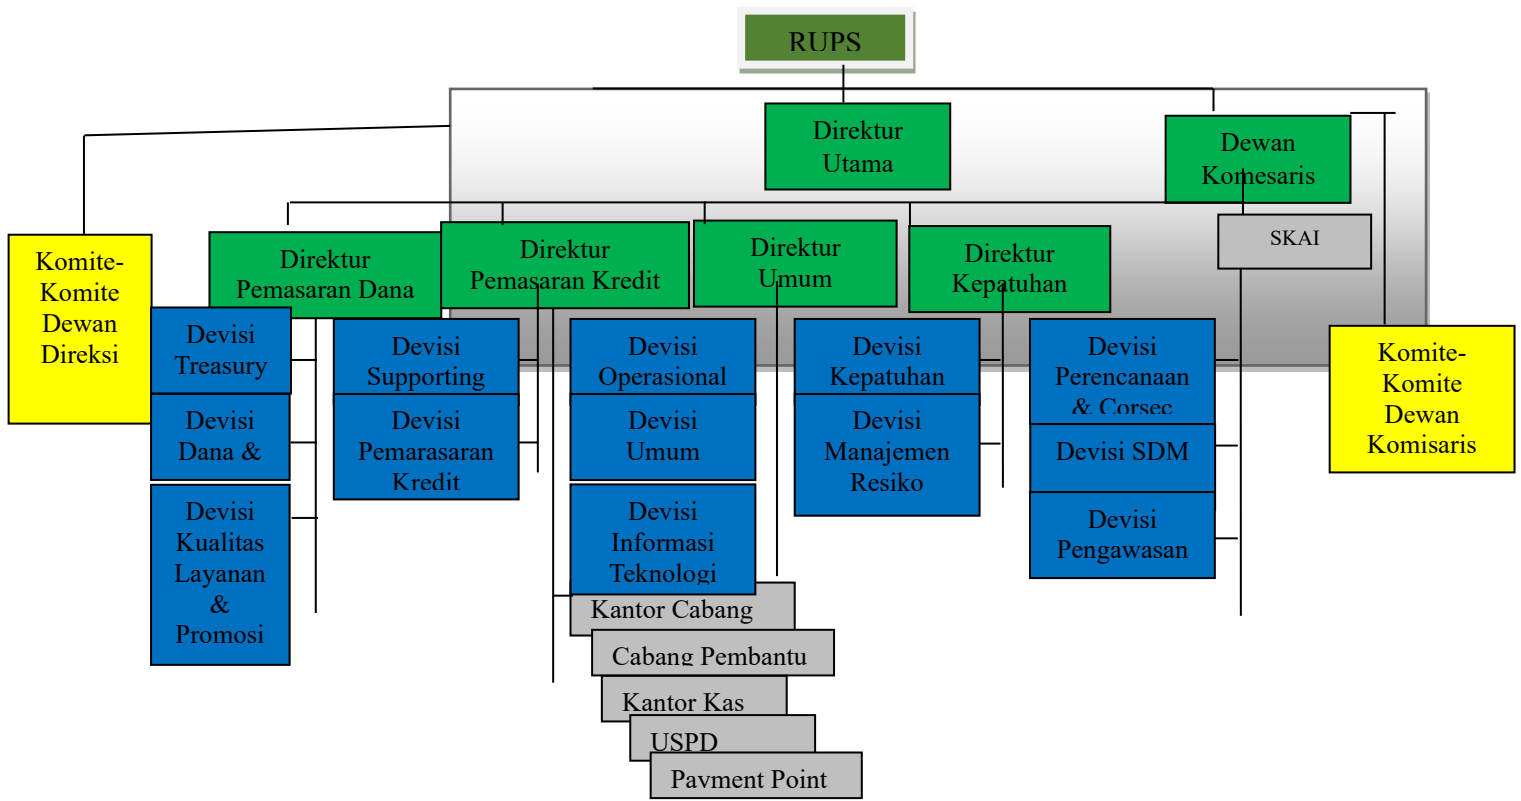 RUPS
Direktur
Utama
Dewan
Komesaris
SKAI
Komite-
Komite
Dewan
Direksi
Direktur
Pemasaran Dana
Direktur
Pemasaran Kredit
Direktur
Umum
Direktur
Kepatuhan
Komite-
Komite
Dewan
Komisaris
Devisi
Treasury
Devisi
Dana &
Devisi
Kualitas
Layanan
&
Promosi
Devisi
Supporting
Devisi
Pemarasaran
Kredit
Devisi
Operasional
Devisi
Umum
Devisi
Informasi
Teknologi
Devisi
Kepatuhan
Devisi
Manajemen
Resiko
Devisi
Perencanaan
& Corsec
Devisi SDM
Devisi
Pengawasan
Kantor Cabang
Cabang Pembantu
Kantor Kas
USPD
Payment Point